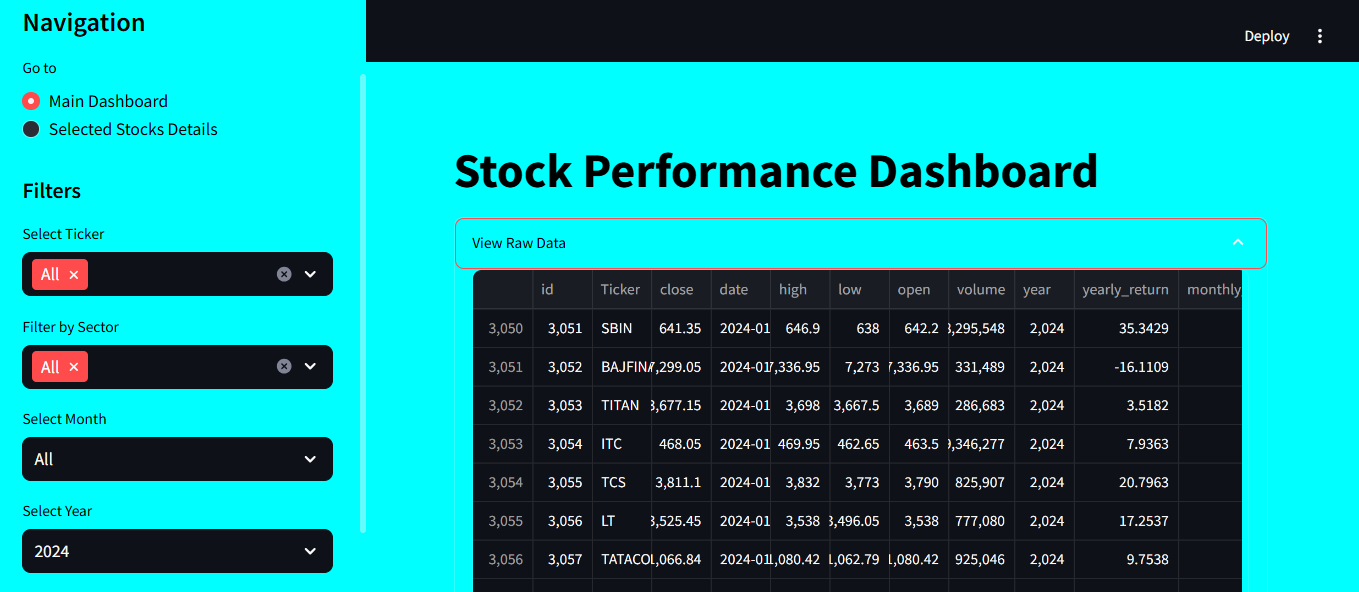 Navigation
Go to
Main Dashboard
Selected Stocks Details
Filters
Select Ticker
All
Filter by Sector
All
Select Month
All
Select Year
2024
Deploy
Stock Performance Dashboard
View Raw Data
id Ticker close date high low open volume year yearly_return monthly_
3,050 3,051 SBIN 641.35 2024-01 646.9 638 642.2 ,295,548 2,024 35.3429
3,051 3,052 BAJFINA 7,299.05 2024-01 7,336.95 7,273 7,336.95 331,489 2,024 -16.1109
3,052 3,053 TITAN 3,677.15 2024-01 3,698 3,667.5 3,689 286,683 2,024 3.5182
3,053 3,054 ITC 468.05 2024-01 469.95 462.65 463.5 ,346,277 2,024 7.9363
3,054 3,055 TCS 3,811.1 2024-01 3,832 3,773 3,790 825,907 2,024 20.7963
3,055 3,056 LT 3,525.45 2024-01 3,538 3,496.05 3,538 777,080 2,024 17.2537
3,056 3,057 TATACO 1,066.84 2024-01 1,080.42 1,062.79 1,080.42 925,046 2,024 9.7538